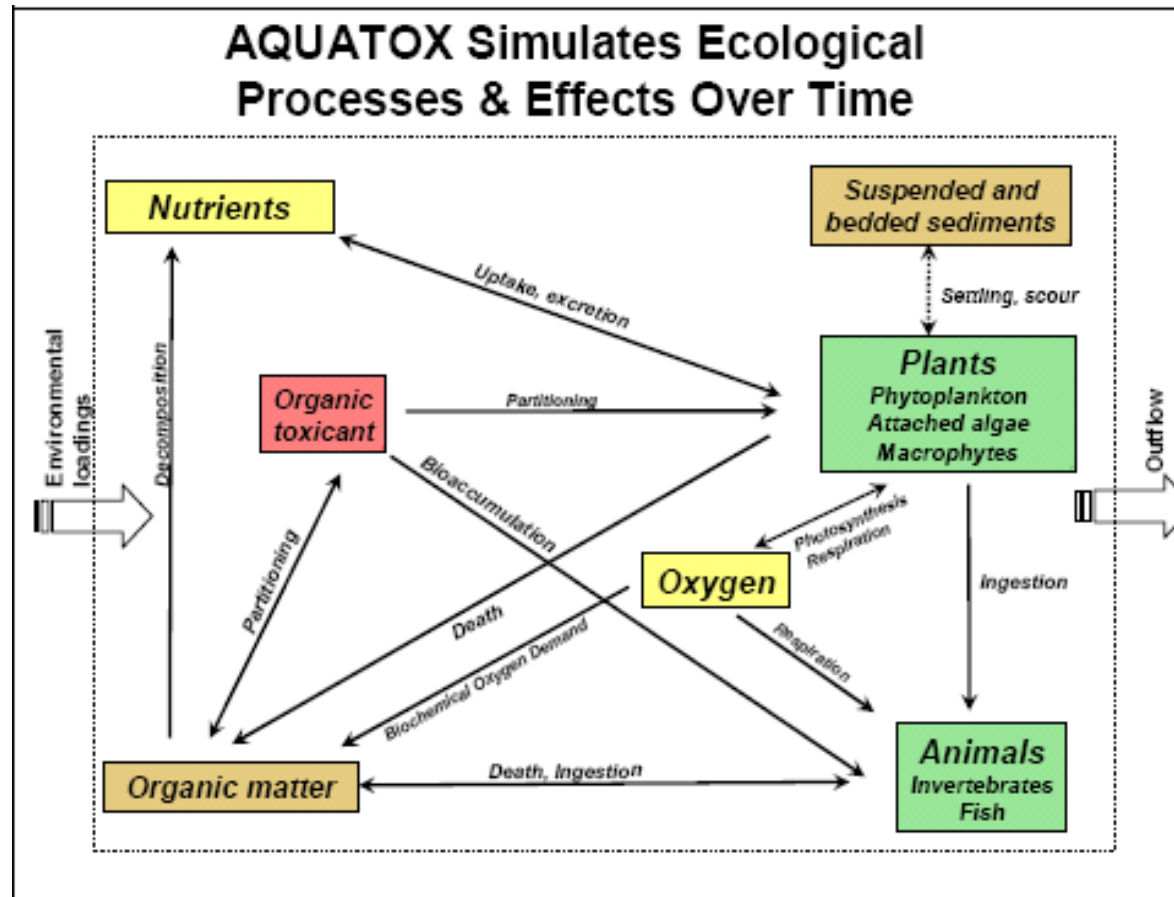 AQUATOX Simulates Ecological
Processes & Effects Over Time
Nutrients
Suspended and
bedded sediments
Uptake, excretion
Settling, scour
Environmental
loadings
Decomposition
Organic
toxicant
Partitioning
Plants
Phytoplankton
Attached algae
Macrophytes
Outflow
Bioaccumulation
Partitioning
Photosynthesis
Respiration
Oxygen
Ingestion
Death
Biochemical Oxygen Demand
Respiration
Organic matter
Death, Ingestion
Animals
Invertebrates
Fish